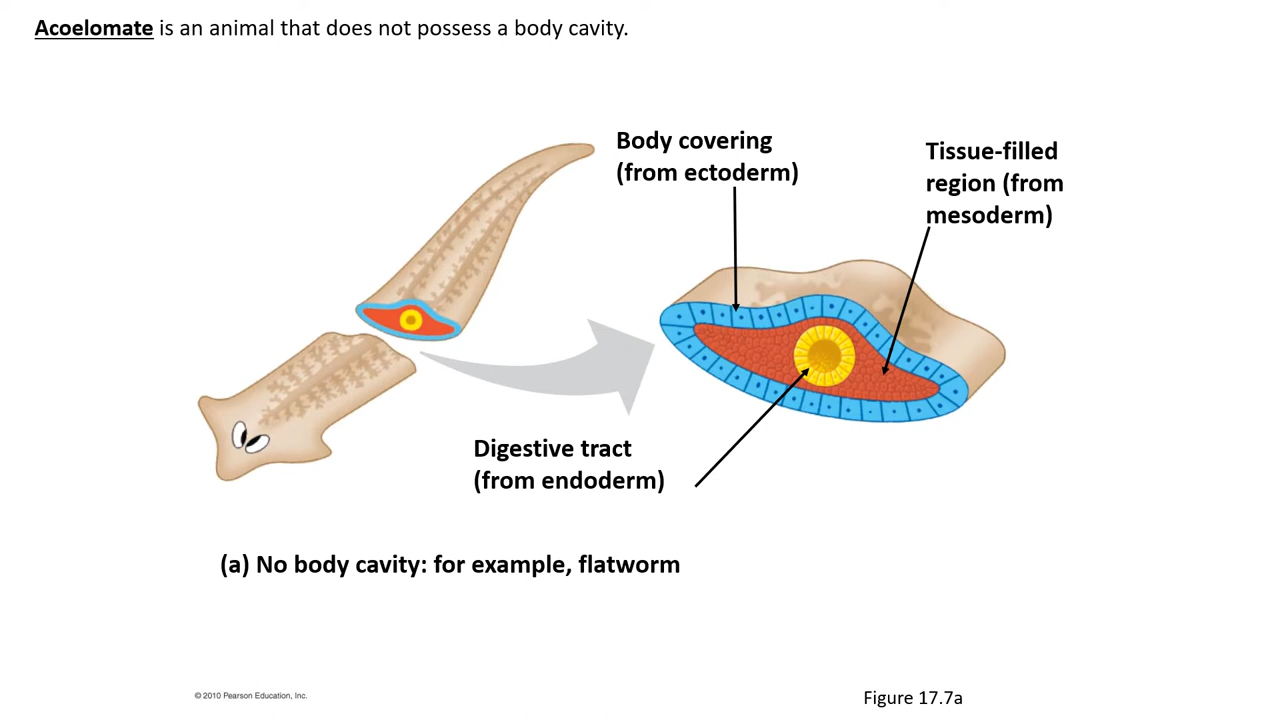 Acoelomate is an animal that does not possess a body cavity.
Body covering
(from ectoderm)
Tissue-filled
region (from
mesoderm)
Digestive tract
(from endoderm)
(a) No body cavity: for example, flatworm
© 2010 Pearson Education, Inc.
Figure 17.7a